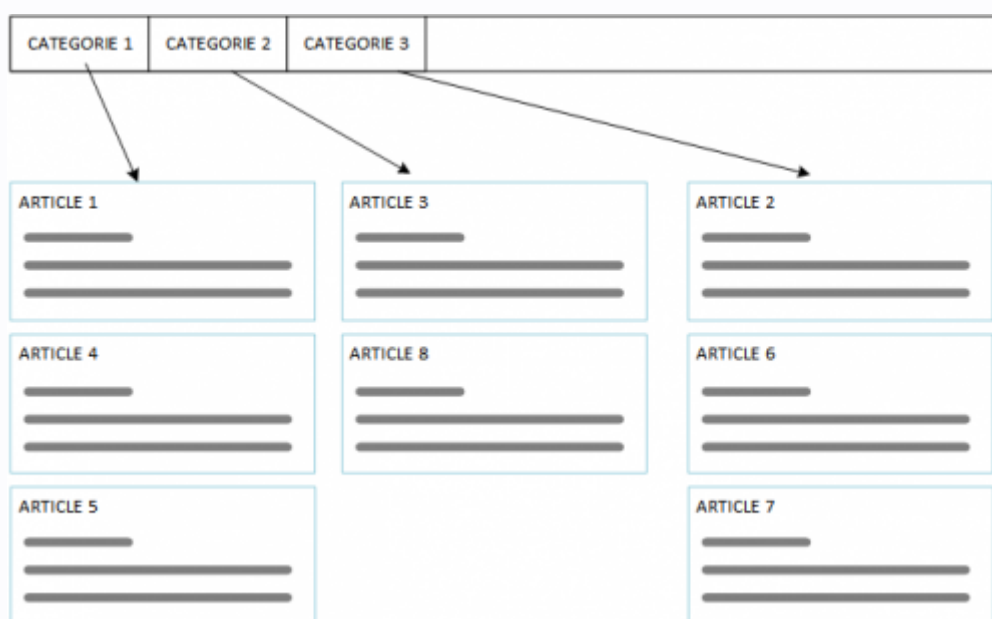 CATEGORIE 1 CATEGORIE 2 CATEGORIE 3
ARTICLE 1 ARTICLE 3 ARTICLE 2
ARTICLE 4 ARTICLE 8 ARTICLE 6
ARTICLE 5 ARTICLE 7